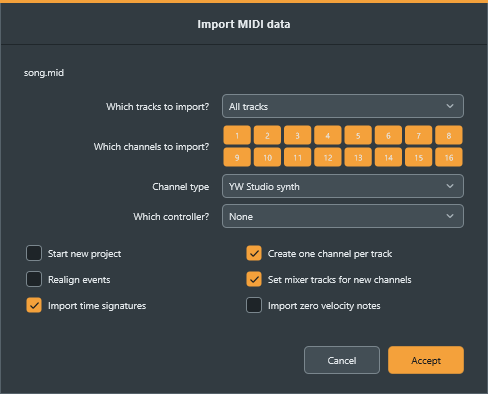 Import MIDI data
song.mid
Which tracks to import? All tracks
Which channels to import? 1 2 3 4 5 6 7 8
9 10 11 12 13 14 15 16
Channel type YW Studio synth
Which controller? None
Start new project Create one channel per track
Realign events Set mixer tracks for new channels
Import time signatures Import zero velocity notes
Cancel Accept